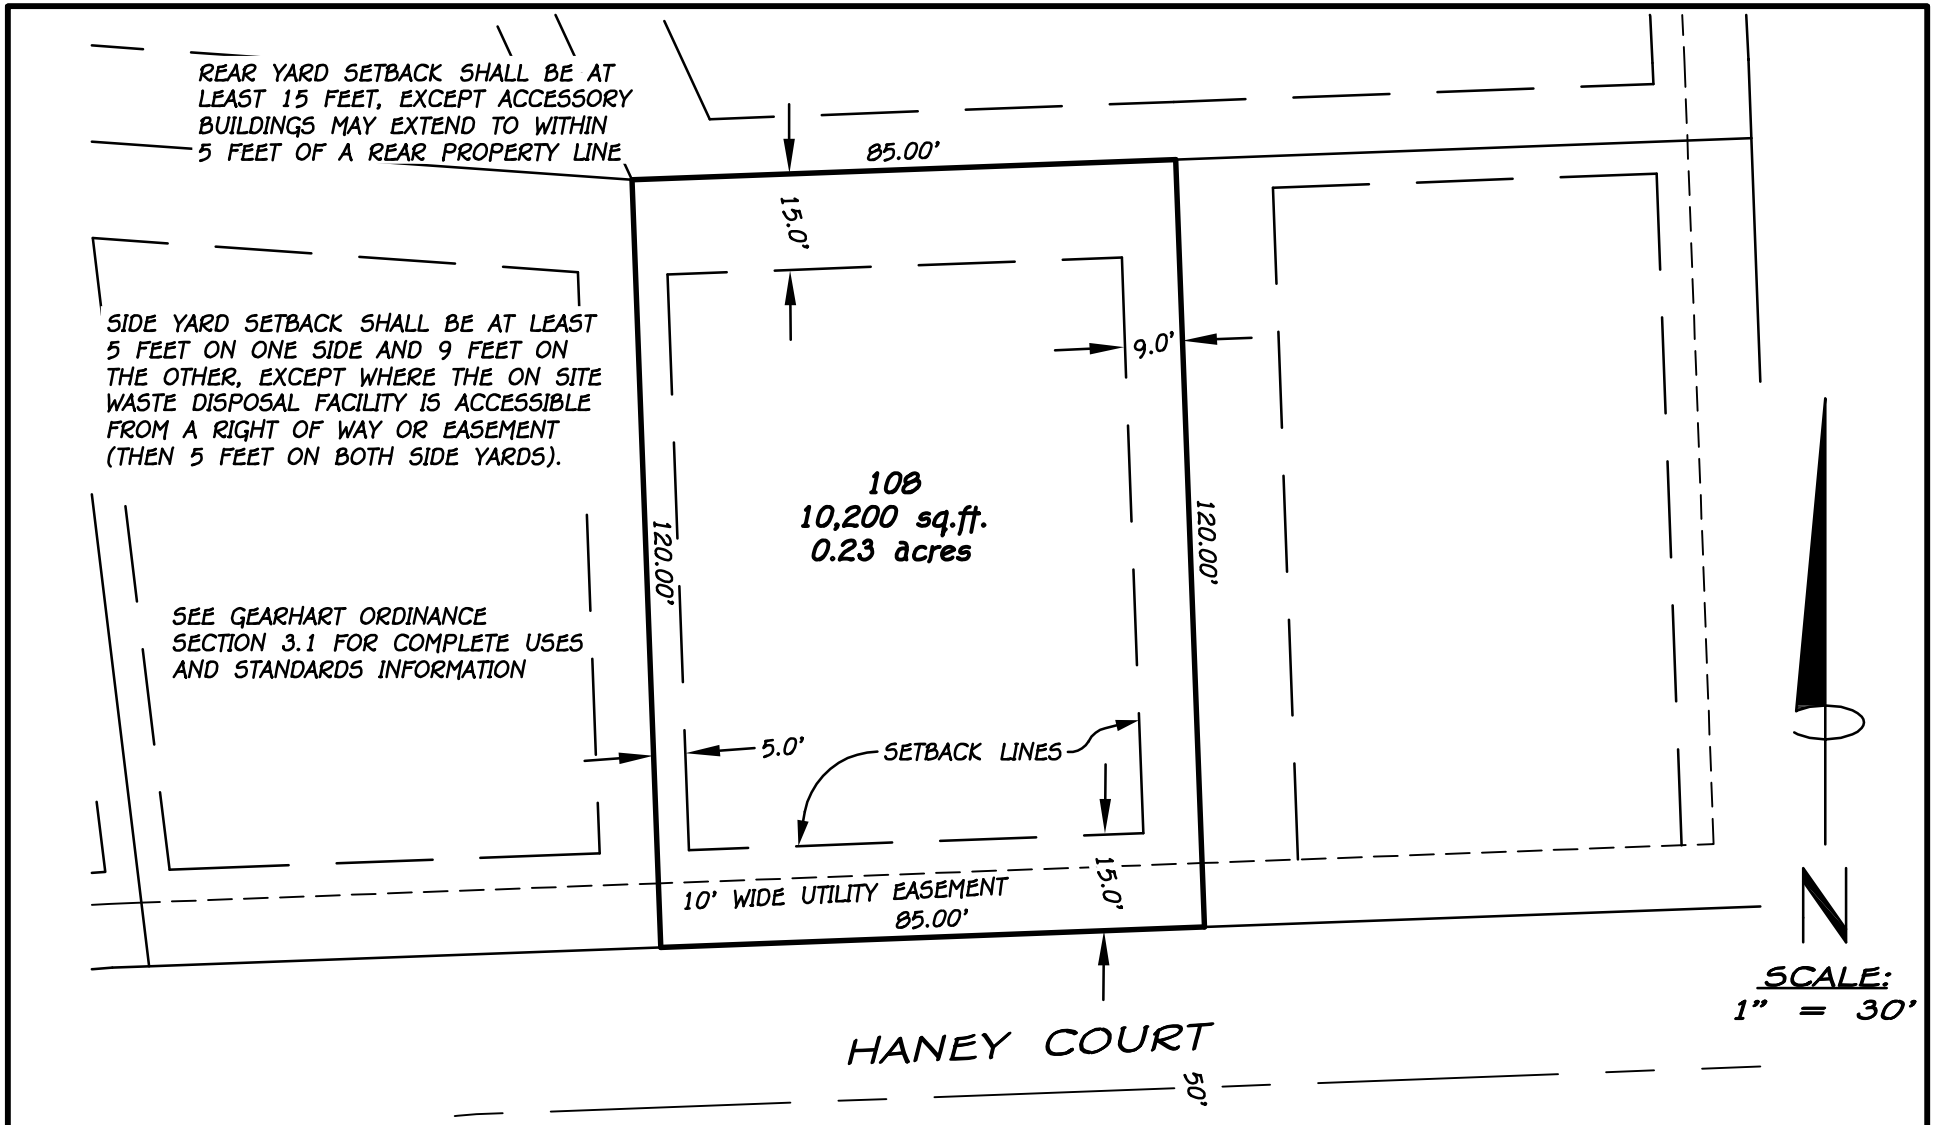 REAR YARD SETBACK SHALL BE AT
LEAST 15 FEET, EXCEPT ACCESSORY
BUILDINGS MAY EXTEND TO WITHIN
5 FEET OF A REAR PROPERTY LINE
85.00'
15.0'
SIDE YARD SETBACK SHALL BE AT LEAST
5 FEET ON ONE SIDE AND 9 FEET ON
THE OTHER, EXCEPT WHERE THE ON SITE
WASTE DISPOSAL FACILITY IS ACCESSIBLE
FROM A RIGHT OF WAY OR EASEMENT
(THEN 5 FEET ON BOTH SIDE YARDS).
9.0'
108
10,200 sq.ft.
0.23 acres
120.00'
120.00'
SEE GEARHART ORDINANCE
SECTION 3.1 FOR COMPLETE USES
AND STANDARDS INFORMATION
5.0'
SETBACK LINES
15.0'
10' WIDE UTILITY EASEMENT
85.00'
N
SCALE:
1" = 30'
HANEY COURT
50'